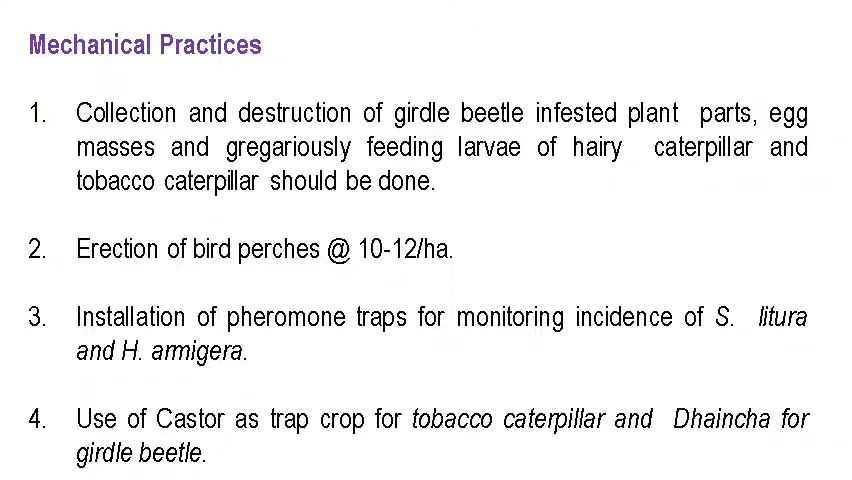 Mechanical Practices
1. Collection and destruction of girdle beetle infested plant parts, egg
masses and gregariously feeding larvae of hairy caterpillar and
tobacco caterpillar should be done.
2. Erection of bird perches @ 10-12/ha.
3. Installation of pheromone traps for monitoring incidence of S. litura
and H. armigera.
4. Use of Castor as trap crop for tobacco caterpillar and Dhaincha for
girdle beetle.